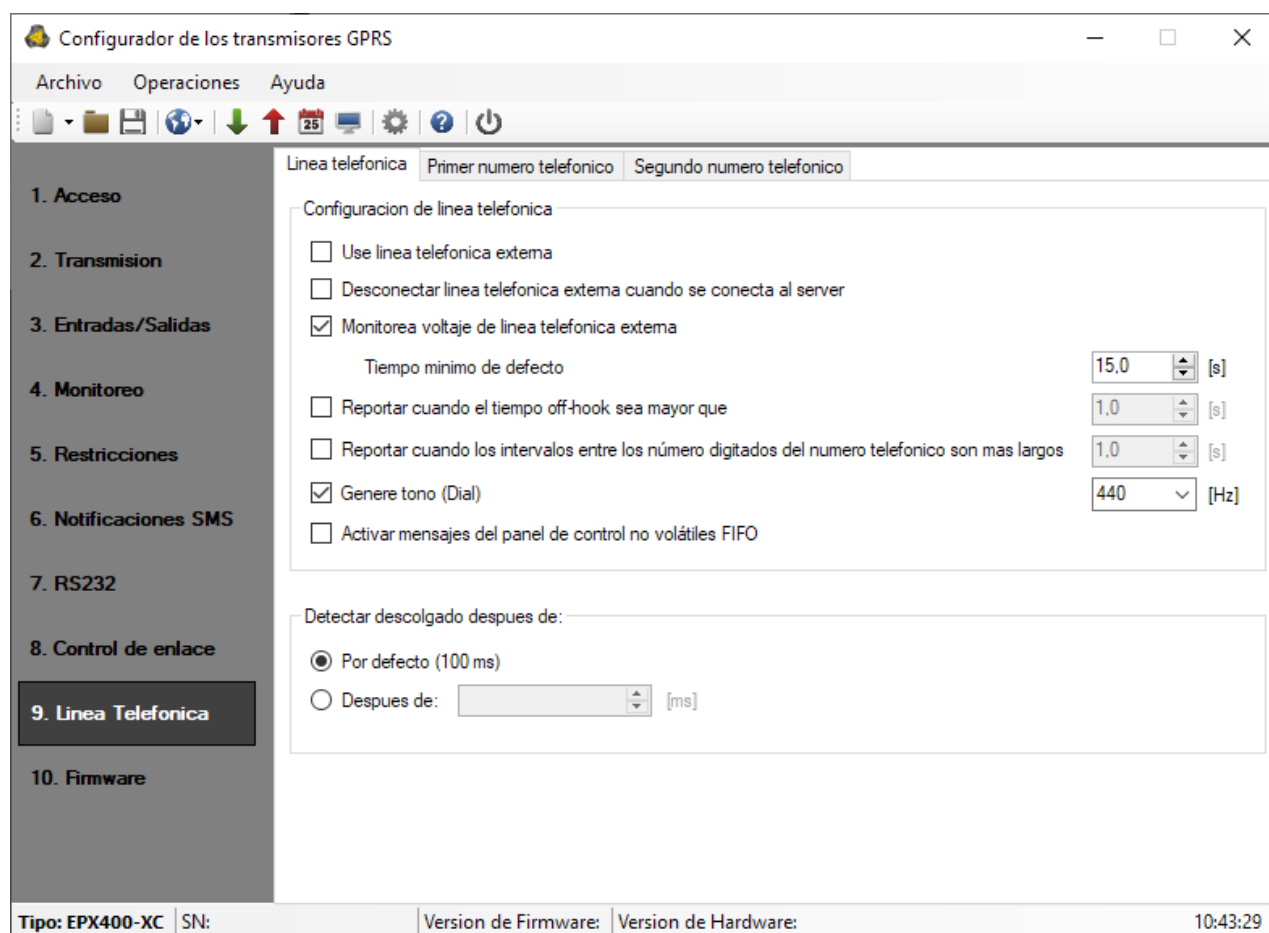 Configurador de los transmisores GPRS
Archivo Operaciones Ayuda
25
1. Acceso
2. Transmision
3. Entradas/Salidas
4. Monitoreo
5. Restricciones
6. Notificaciones SMS
7. RS232
8. Control de enlace
9. Linea Telefonica
10. Firmware
Linea telefonica Primer numero telefonico Segundo numero telefonico
Configuracion de linea telefonica
Use linea telefonica externa
Desconectar linea telefonica externa cuando se conecta al server
Monitorea voltaje de linea telefonica externa
Tiempo minimo de defecto 15,0 [s]
Reportar cuando el tiempo off-hook sea mayor que 1,0 [s]
Reportar cuando los intervalos entre los número digitados del numero telefonico son mas largos 1,0 [s]
Genere tono (Dial) 440 [Hz]
Activar mensajes del panel de control no volátiles FIFO
Detectar descolgado despues de:
Por defecto (100 ms)
Despues de: [ms]
Tipo: EPX400-XC SN: Version de Firmware: Version de Hardware: 10:43:29